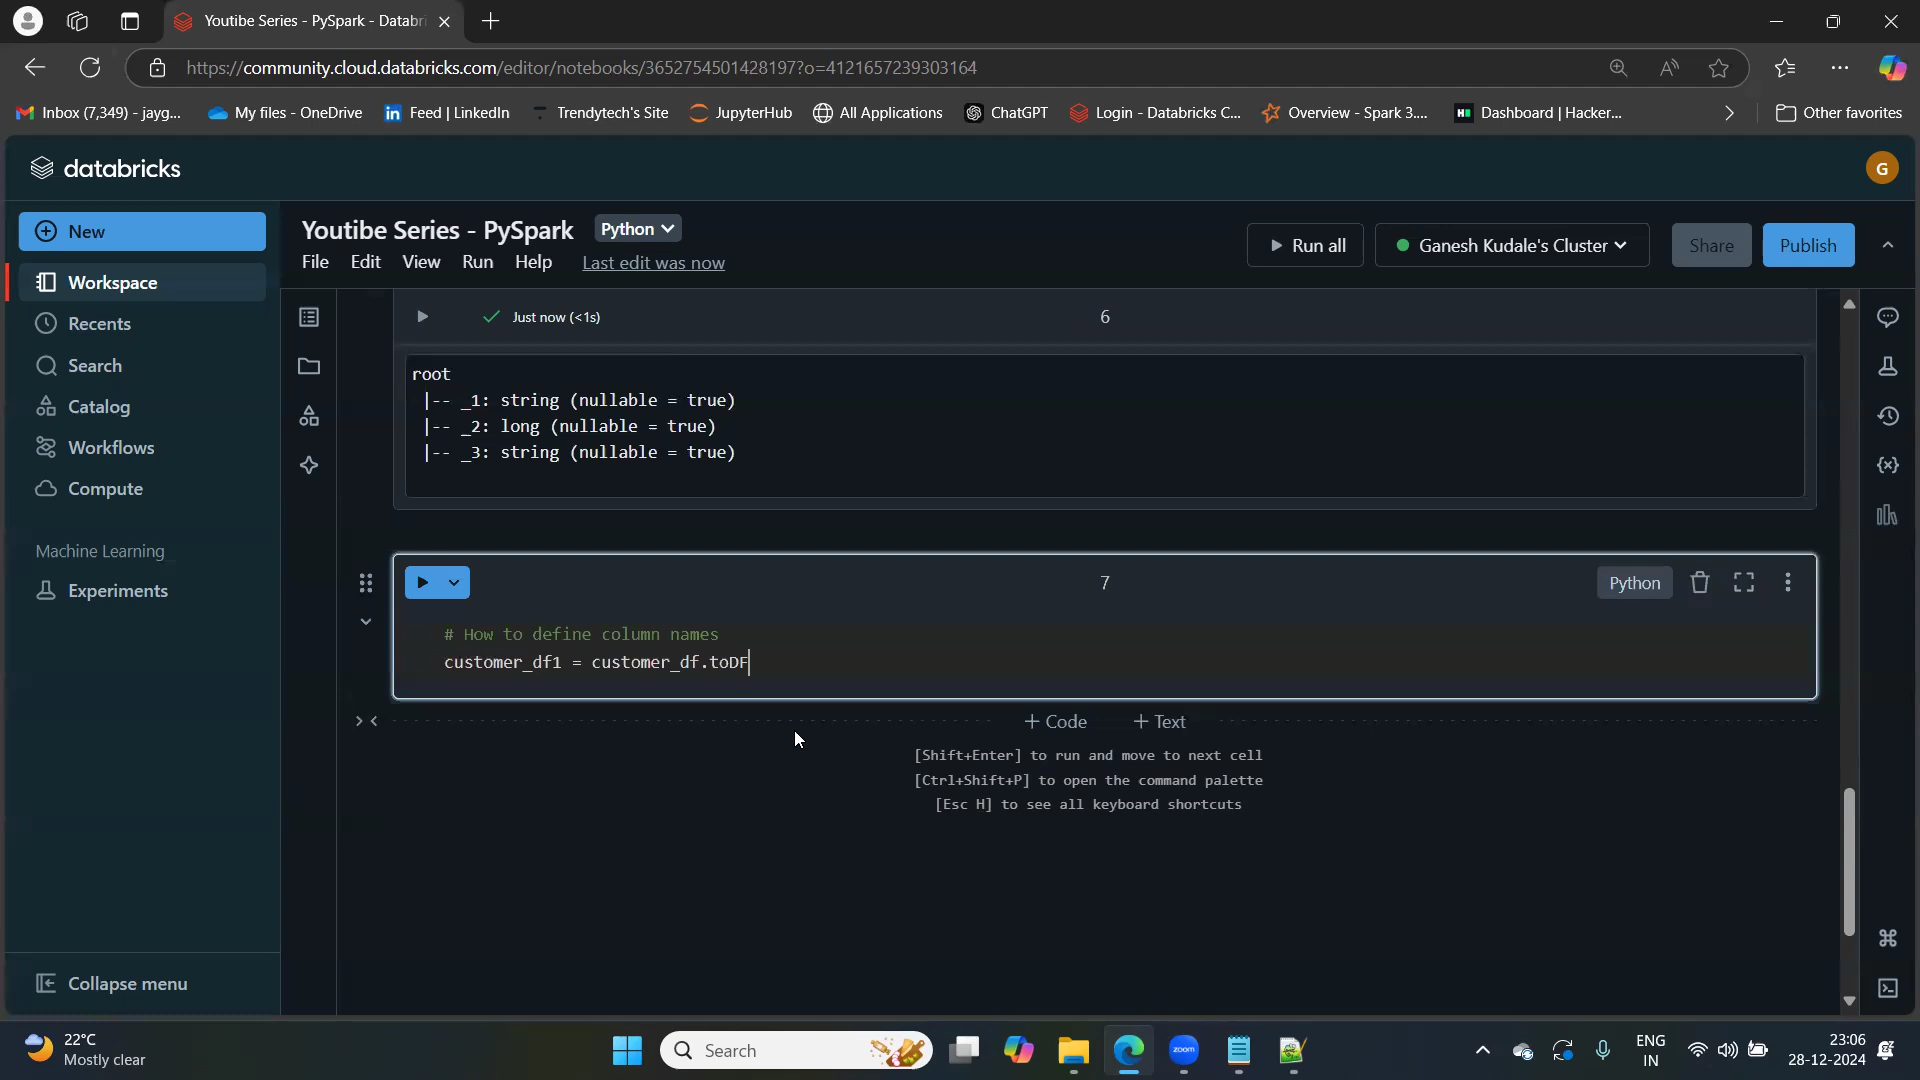 Youtibe Series - PySpark - Databri
https://community.cloud.databricks.com/editor/notebooks/3652754501428197?o=4121657239303164
Inbox (7,349) - jayg... My files - OneDrive Feed | LinkedIn Trendytech's Site JupyterHub All Applications ChatGPT Login - Databricks C... Overview - Spark 3.... Dashboard | Hacker... Other favorites
databricks
G
New
Workspace
Recents
Search
Catalog
Workflows
Compute
Machine Learning
Experiments
Collapse menu
Youtibe Series - PySpark Python
File Edit View Run Help Last edit was now
Run all Ganesh Kudale's Cluster Share Publish
Just now (<1s) 6
root
|-- _1: string (nullable = true)
|-- _2: long (nullable = true)
|-- _3: string (nullable = true)
7 Python
# How to define column names
customer_df1 = customer_df.toDF
+ Code + Text
[Shift+Enter] to run and move to next cell
[Ctrl+Shift+P] to open the command palette
[Esc H] to see all keyboard shortcuts
22°C
Mostly clear
Search
zoom
ENG
IN
23:06
28-12-2024